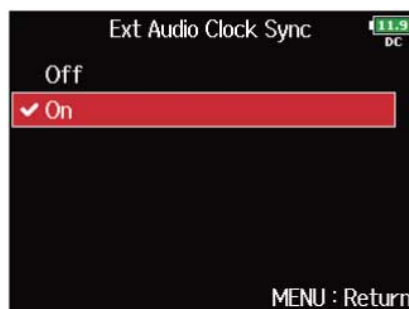 Ext Audio Clock Sync
11.9
DC
Off
On
MENU : Return